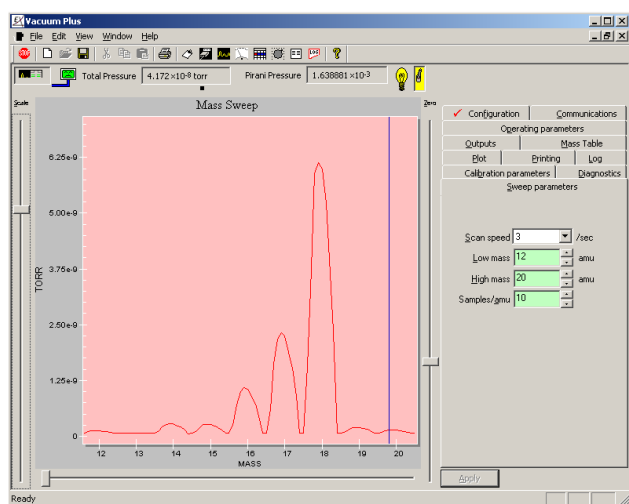 Vacuum Plus
File Edit View Window Help
Total Pressure 4.172×10-8 torr Pirani Pressure 1.638881×10-3
Scale
Mass Sweep
Zero
6.25e-9
5.00e-9
3.75e-9
2.50e-9
1.25e-9
0
TORR
12 13 14 15 16 17 18 19 20
MASS
Configuration Communications
Operating parameters
Outputs Mass Table
Plot Printing Log
Calibration parameters Diagnostics
Sweep parameters
Scan speed 3 /sec
Low mass 12 amu
High mass 20 amu
Samples/amu 10
Apply
Ready